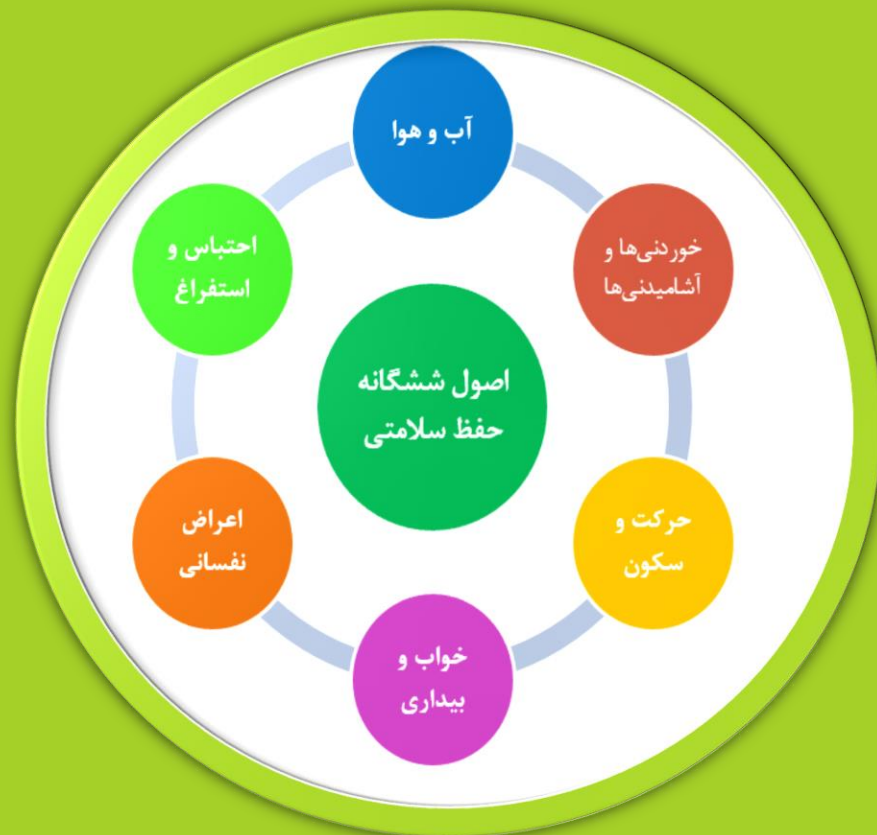 آب و هوا
خوردنی‌ها و
آشامیدنی‌ها
حرکت و
سکون
خواب و
بیداری
اعراض
نفسانی
احتباس و
استفراغ
اصول ششگانه
حفظ سلامتی